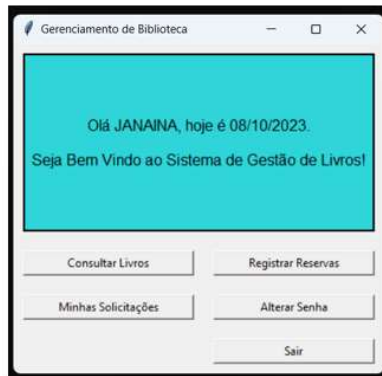 Gerenciamento de Biblioteca
Olá JANAINA, hoje é 08/10/2023.
Seja Bem Vindo ao Sistema de Gestão de Livros!
Consultar Livros
Registrar Reservas
Minhas Solicitações
Alterar Senha
Sair